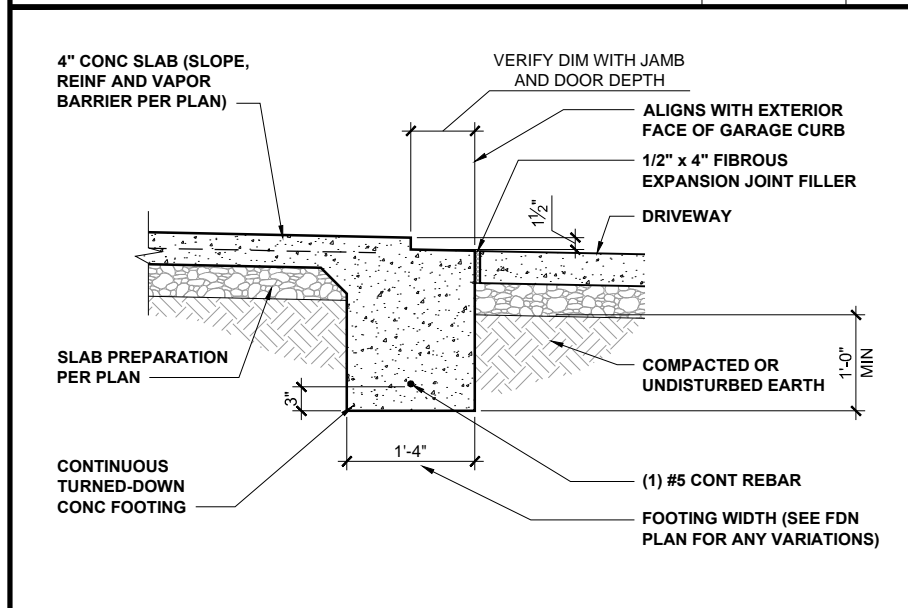 4" CONC SLAB (SLOPE,
REINF AND VAPOR
BARRIER PER PLAN)
VERIFY DIM WITH JAMB
AND DOOR DEPTH
ALIGNS WITH EXTERIOR
FACE OF GARAGE CURB
1/2" x 4" FIBROUS
EXPANSION JOINT FILLER
1½"
DRIVEWAY
SLAB PREPARATION
PER PLAN
COMPACTED OR
UNDISTURBED EARTH
1'-0"
MIN
3"
1'-4"
CONTINUOUS
TURNED-DOWN
CONC FOOTING
(1) #5 CONT REBAR
FOOTING WIDTH (SEE FDN
PLAN FOR ANY VARIATIONS)